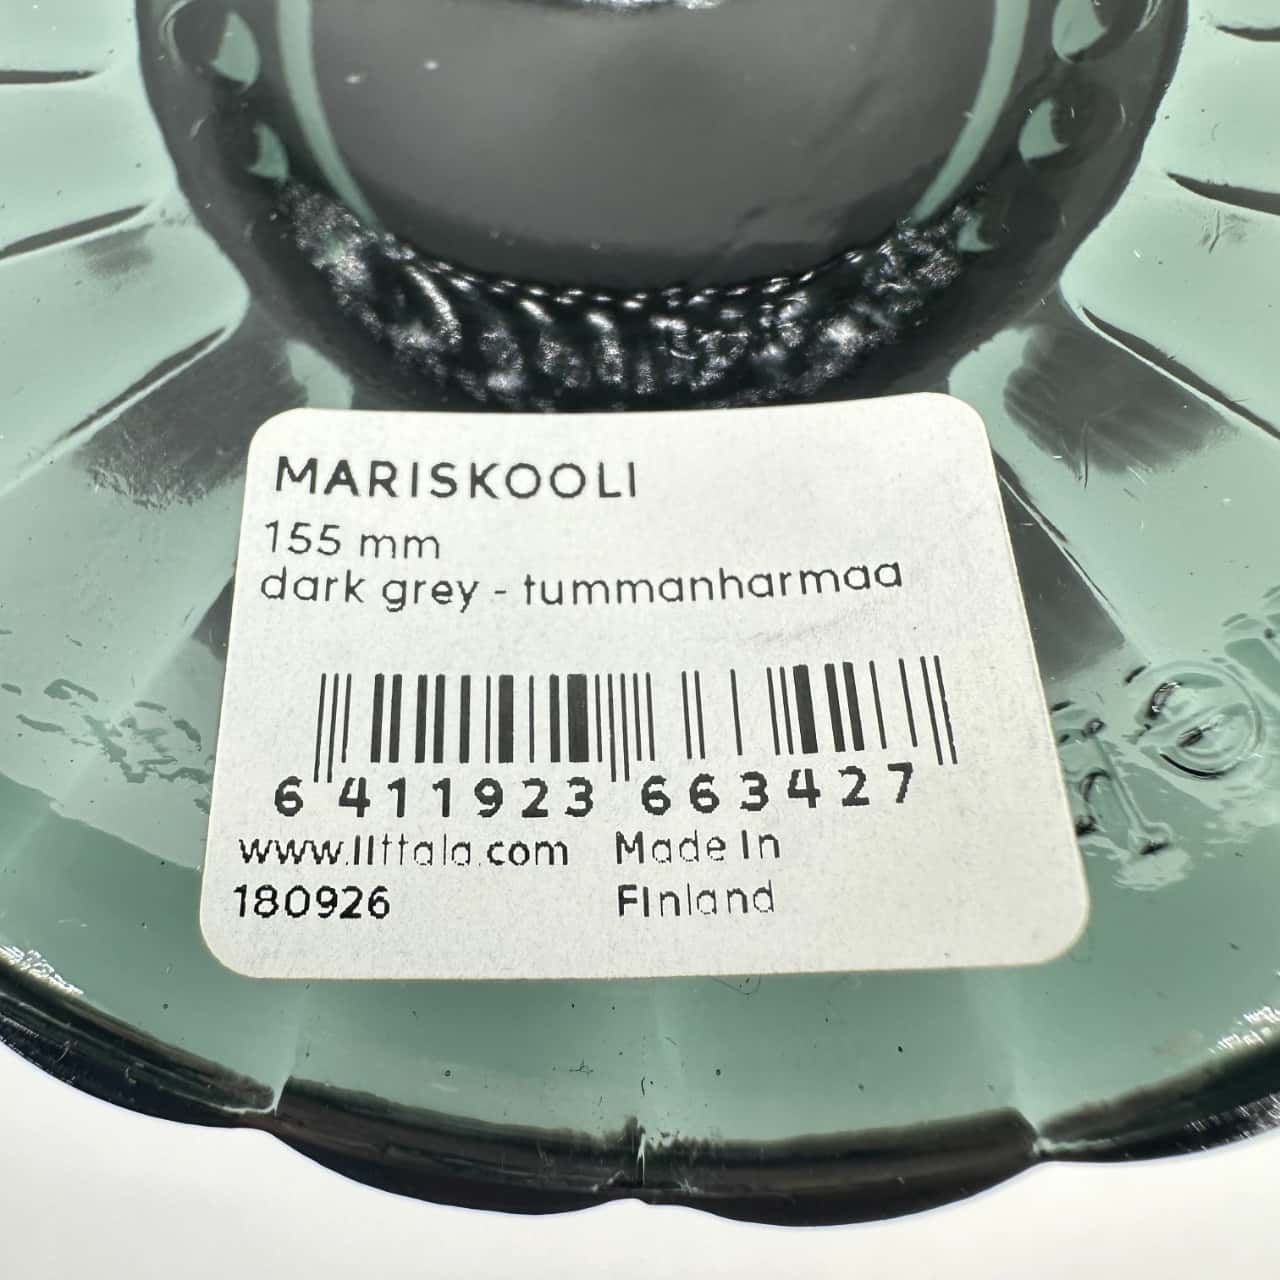 MARISKOOLI
155 mm
dark grey - tummanharmaa
6 411923 663427
www.iittala.com Made in
180926 Finland